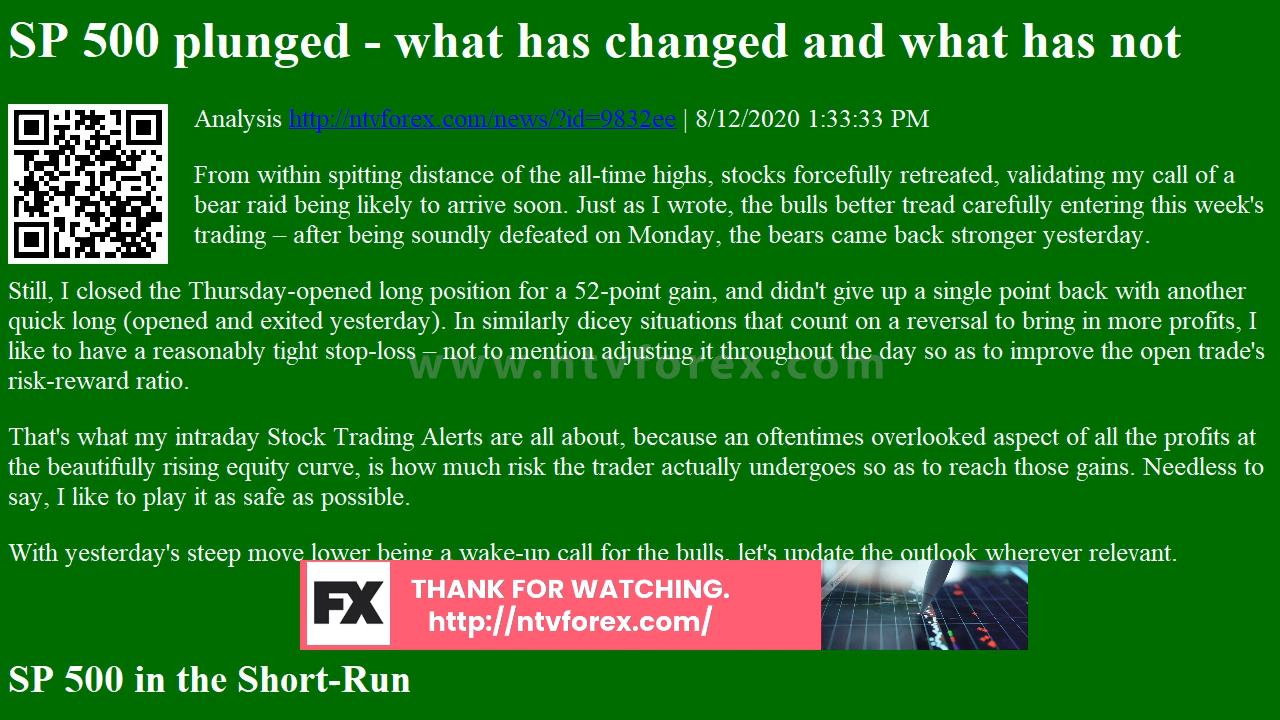 SP 500 plunged - what has changed and what has not
Analysis http://ntvforex.com/news/?id=9832ee | 8/12/2020 1:33:33 PM
From within spitting distance of the all-time highs, stocks forcefully retreated, validating my call of a
bear raid being likely to arrive soon. Just as I wrote, the bulls better tread carefully entering this week's
trading – after being soundly defeated on Monday, the bears came back stronger yesterday.
Still, I closed the Thursday-opened long position for a 52-point gain, and didn't give up a single point back with another
quick long (opened and exited yesterday). In similarly dicey situations that count on a reversal to bring in more profits, I
like to have a reasonably tight stop-loss – not to mention adjusting it throughout the day so as to improve the open trade's
www.ntvforex.com
risk-reward ratio.
That's what my intraday Stock Trading Alerts are all about, because an oftentimes overlooked aspect of all the profits at
the beautifully rising equity curve, is how much risk the trader actually undergoes so as to reach those gains. Needless to
say, I like to play it as safe as possible.
With yesterday's steep move lower being a wake-up call for the bulls, let's update the outlook wherever relevant.
FX
THANK FOR WATCHING.
http://ntvforex.com/
SP 500 in the Short-Run